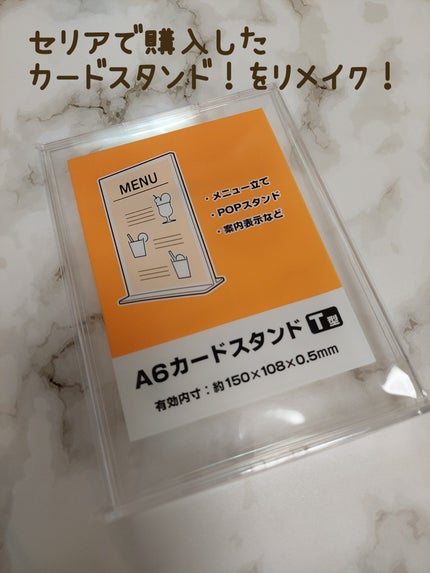 セリアで購入した
カードスタンド！をリメイク！
MENU
・メニュー立て
・POPスタンド
・案内表示など
A6カードスタンド T型
有効内寸：約150×108×0.5mm